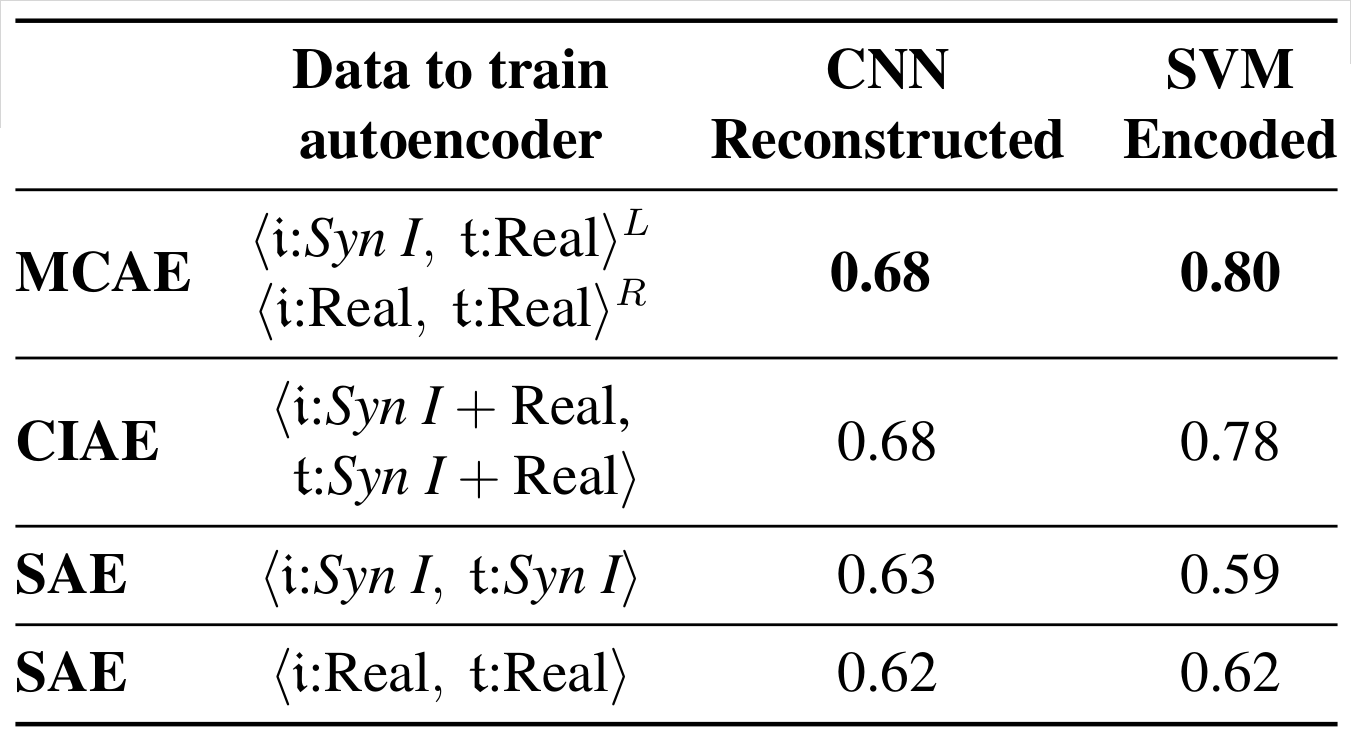 Data to train CNN SVM
autoencoder Reconstructed Encoded
⟨i:Syn I, t:Real⟩^L
MCAE 0.68 0.80
⟨i:Real, t:Real⟩^R
⟨i:Syn I + Real,
CIAE 0.68 0.78
t:Syn I + Real⟩
SAE ⟨i:Syn I, t:Syn I⟩ 0.63 0.59
SAE ⟨i:Real, t:Real⟩ 0.62 0.62